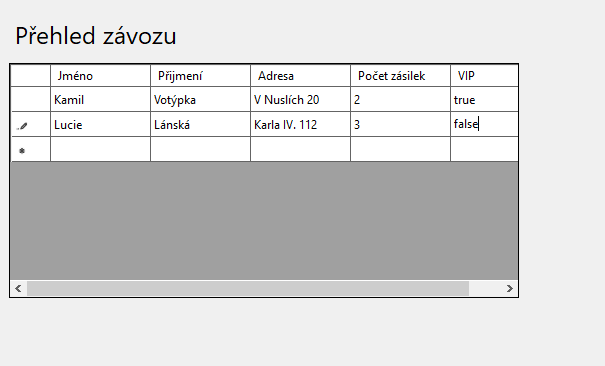 Přehled závozu
Jméno Přijmení Adresa Počet zásilek VIP
Kamil Votýpka V Nuslích 20 2 true
Lucie Lánská Karla IV. 112 3 false